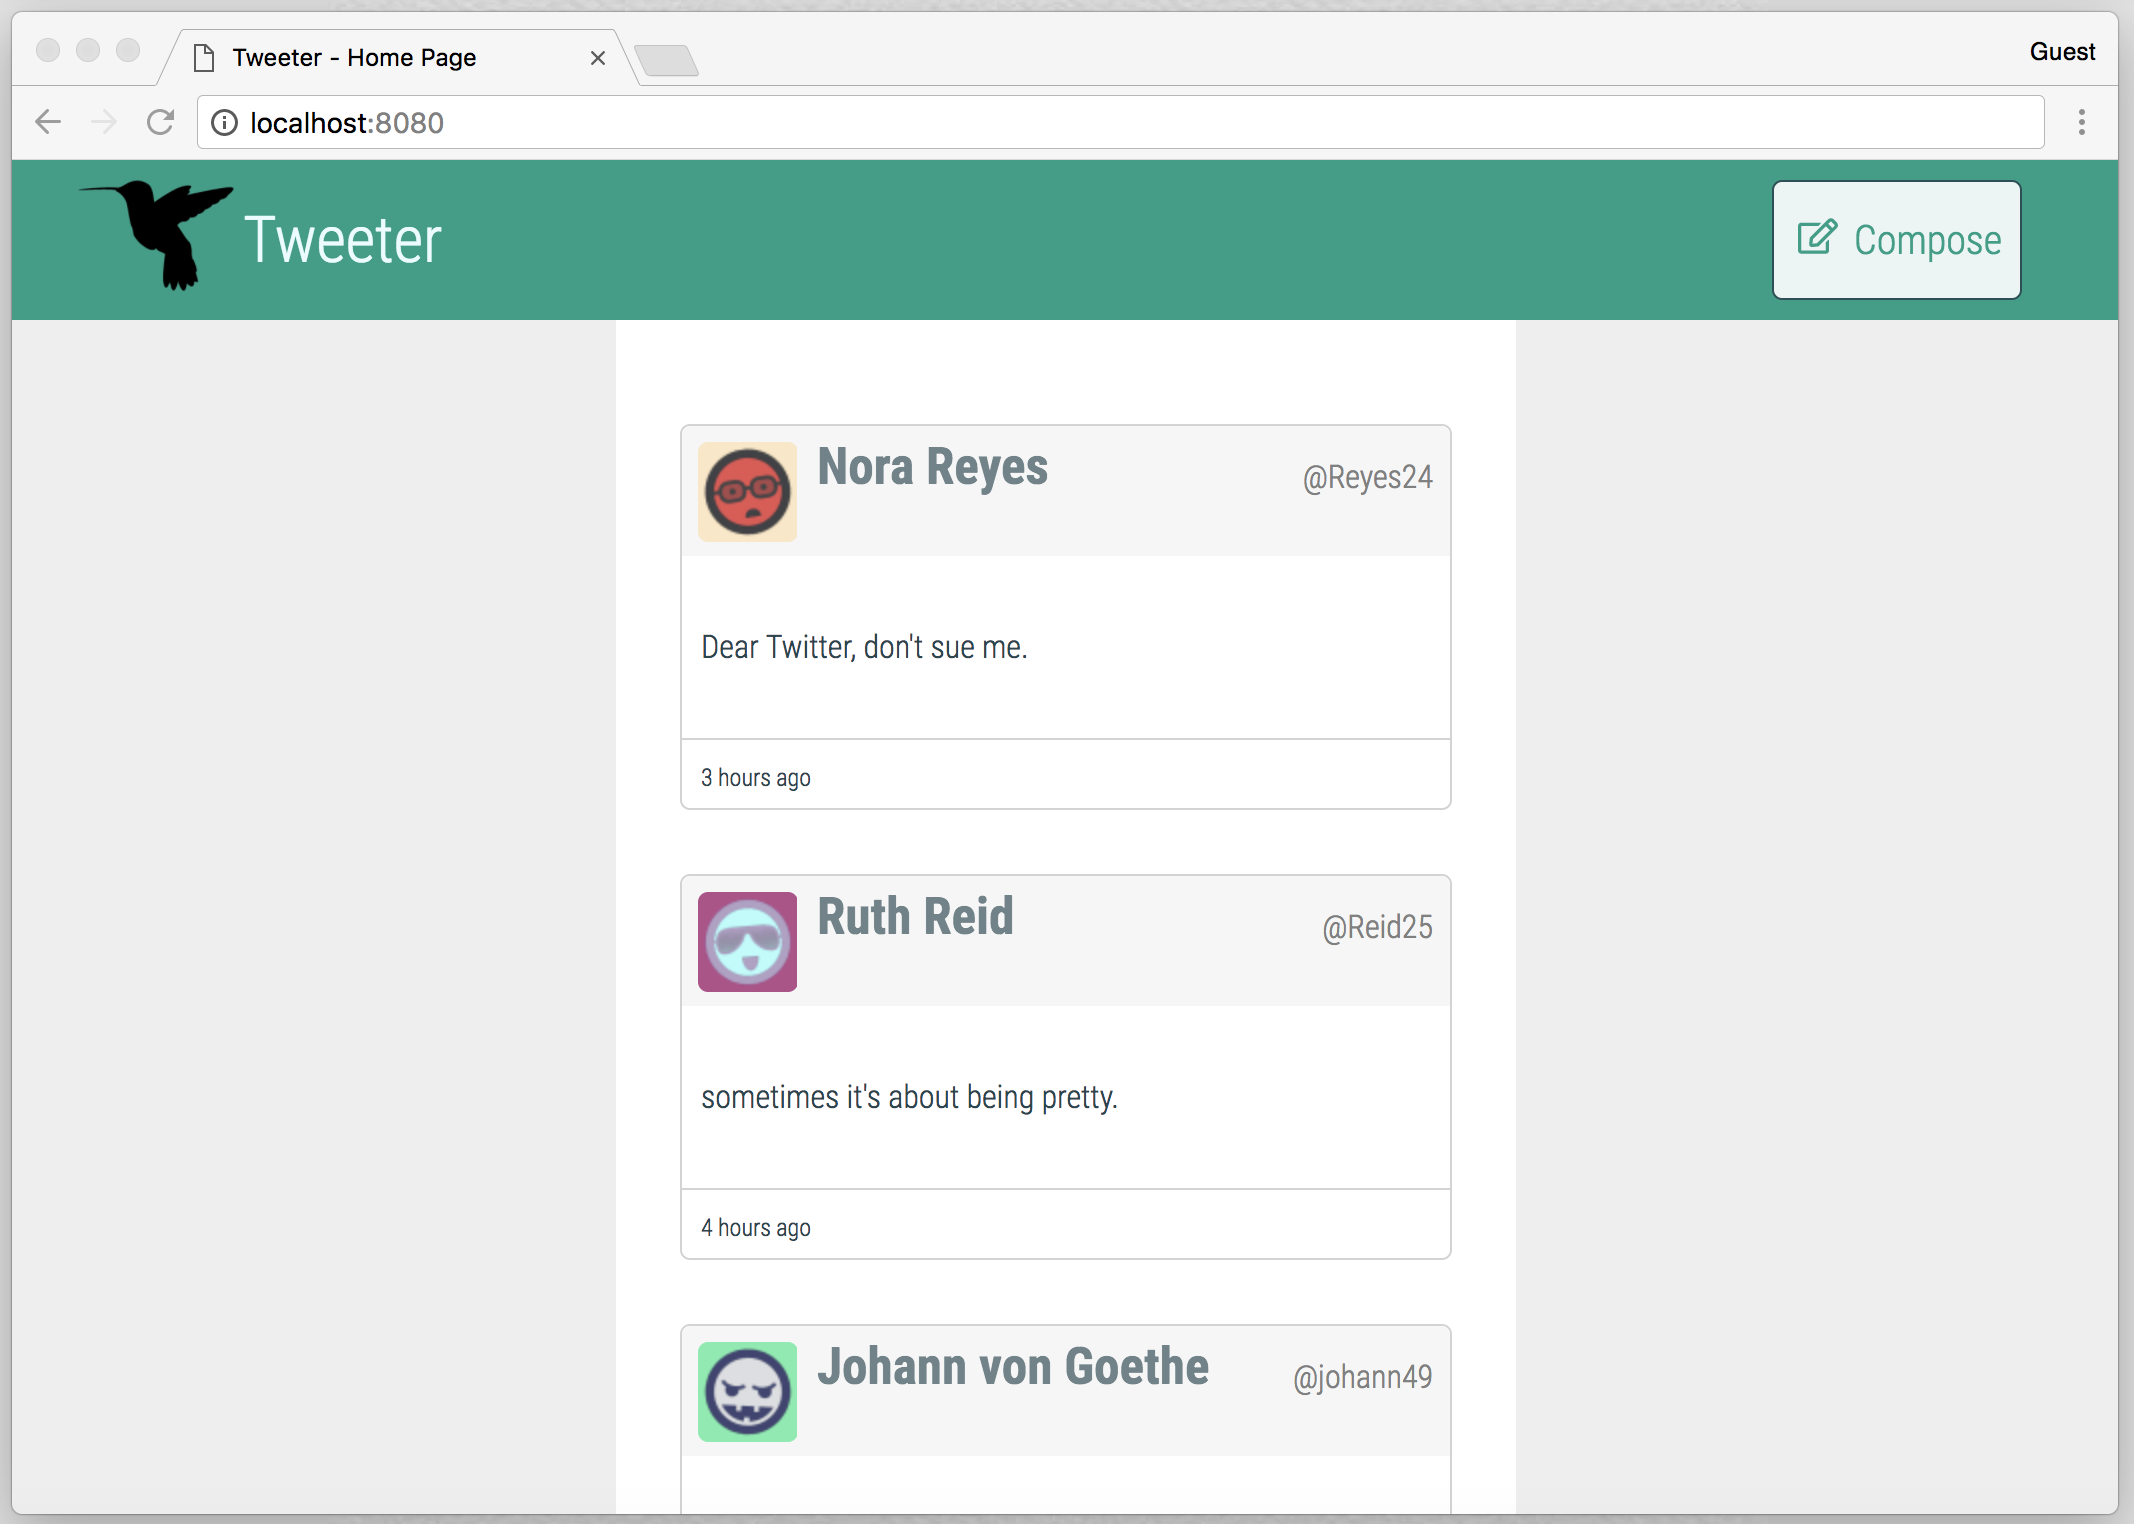 Tweeter - Home Page
Guest
localhost:8080
Tweeter
Compose
Nora Reyes @Reyes24
Dear Twitter, don't sue me.
3 hours ago
Ruth Reid @Reid25
sometimes it's about being pretty.
4 hours ago
Johann von Goethe @johann49